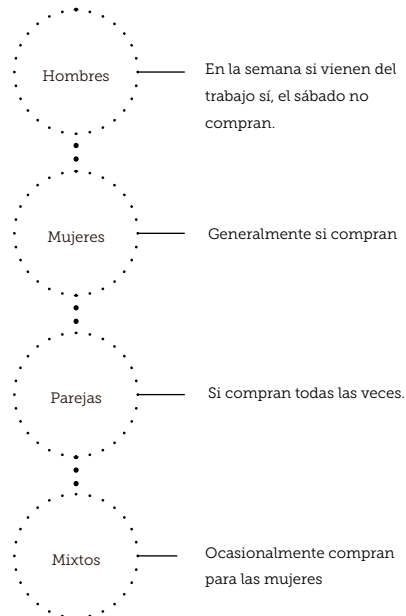 Hombres
En la semana si vienen del
trabajo sí, el sábado no
compran.
Mujeres
Generalmente si compran
Parejas
Si compran todas las veces.
Mixtos
Ocasionalmente compran
para las mujeres